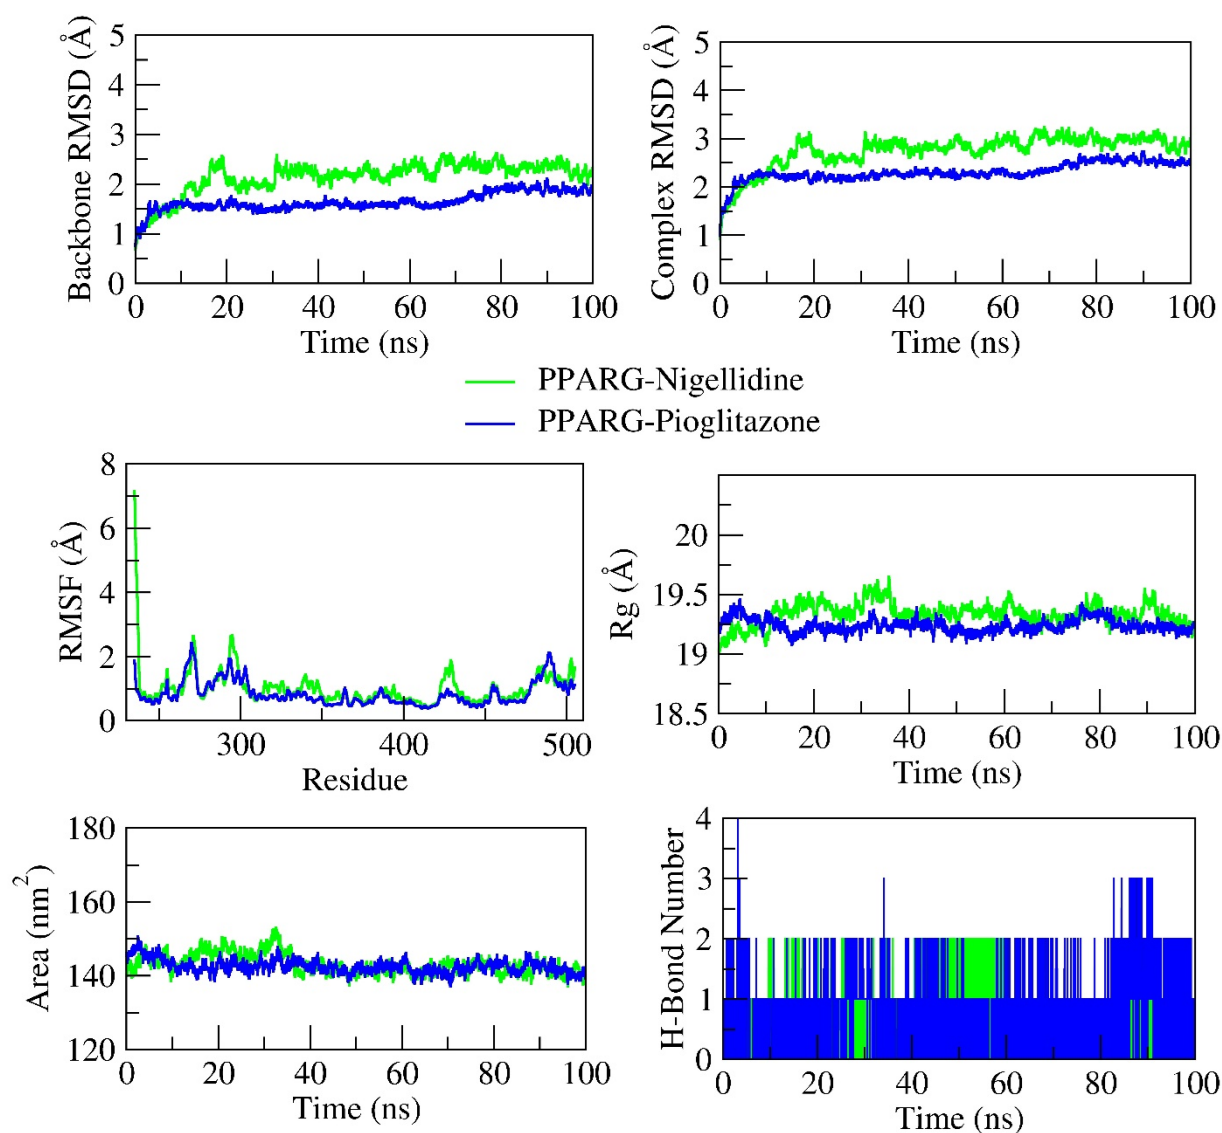 Backbone RMSD (Å)
5
4
3
2
1
0
0 20 40 60 80 100
Time (ns)
Complex RMSD (Å)
5
4
3
2
1
0
0 20 40 60 80 100
Time (ns)
PPARG-Nigellidine
PPARG-Pioglitazone
RMSF (Å)
8
6
4
2
0
300 400 500
Residue
Rg (Å)
20
19.5
19
18.5
0 20 40 60 80 100
Time (ns)
Area (nm²)
180
160
140
120
0 20 40 60 80 100
Time (ns)
H-Bond Number
4
3
2
1
0
0 20 40 60 80 100
Time (ns)